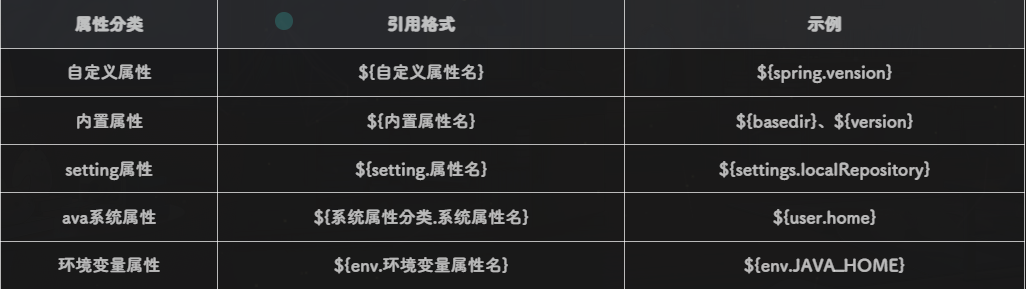 属性分类 引用格式 示例
自定义属性 ${自定义属性名} ${spring.vension}
内置属性 ${内置属性名} ${basedir}、${version}
setting属性 ${setting.属性名} ${settings.localRepository}
ava系统属性 ${系统属性分类.系统属性名} ${user.home}
环境变量属性 ${env.环境变量属性名} ${env.JAVA_HOME}